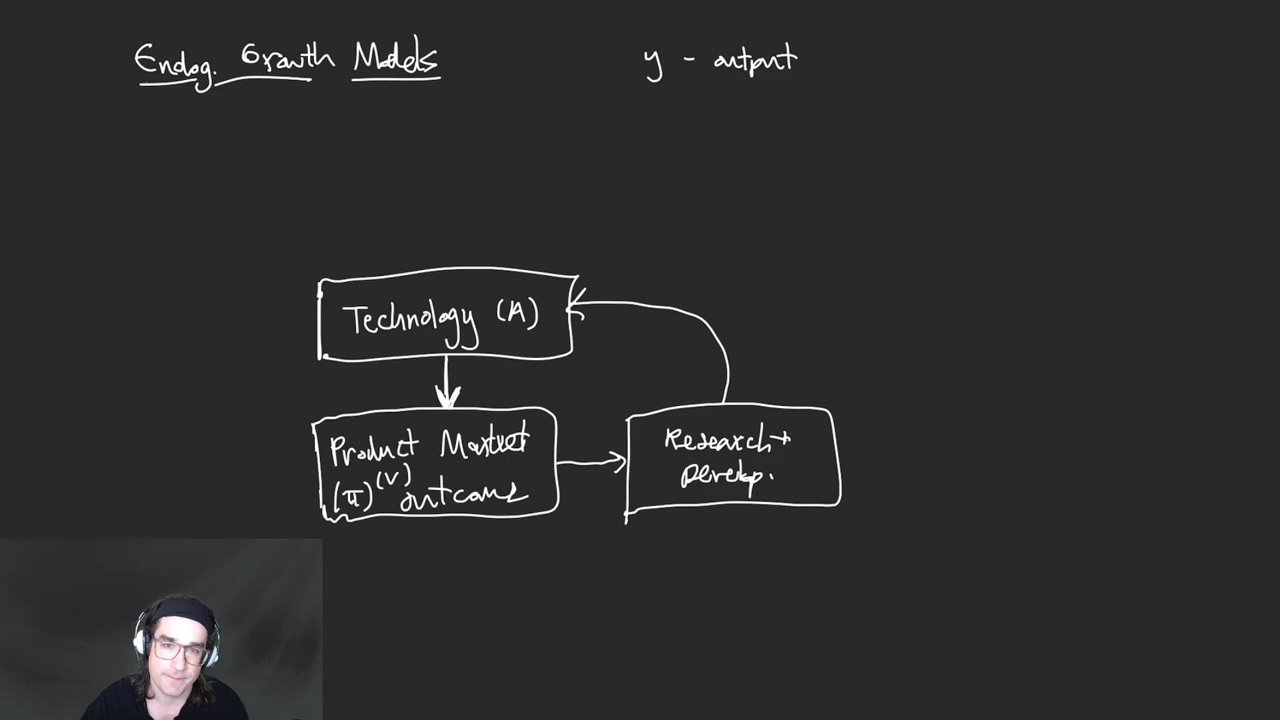 Endog. Growth Models
y - output
Technology (A)
Product Market
(π) (V) outcome
Research +
Develop.